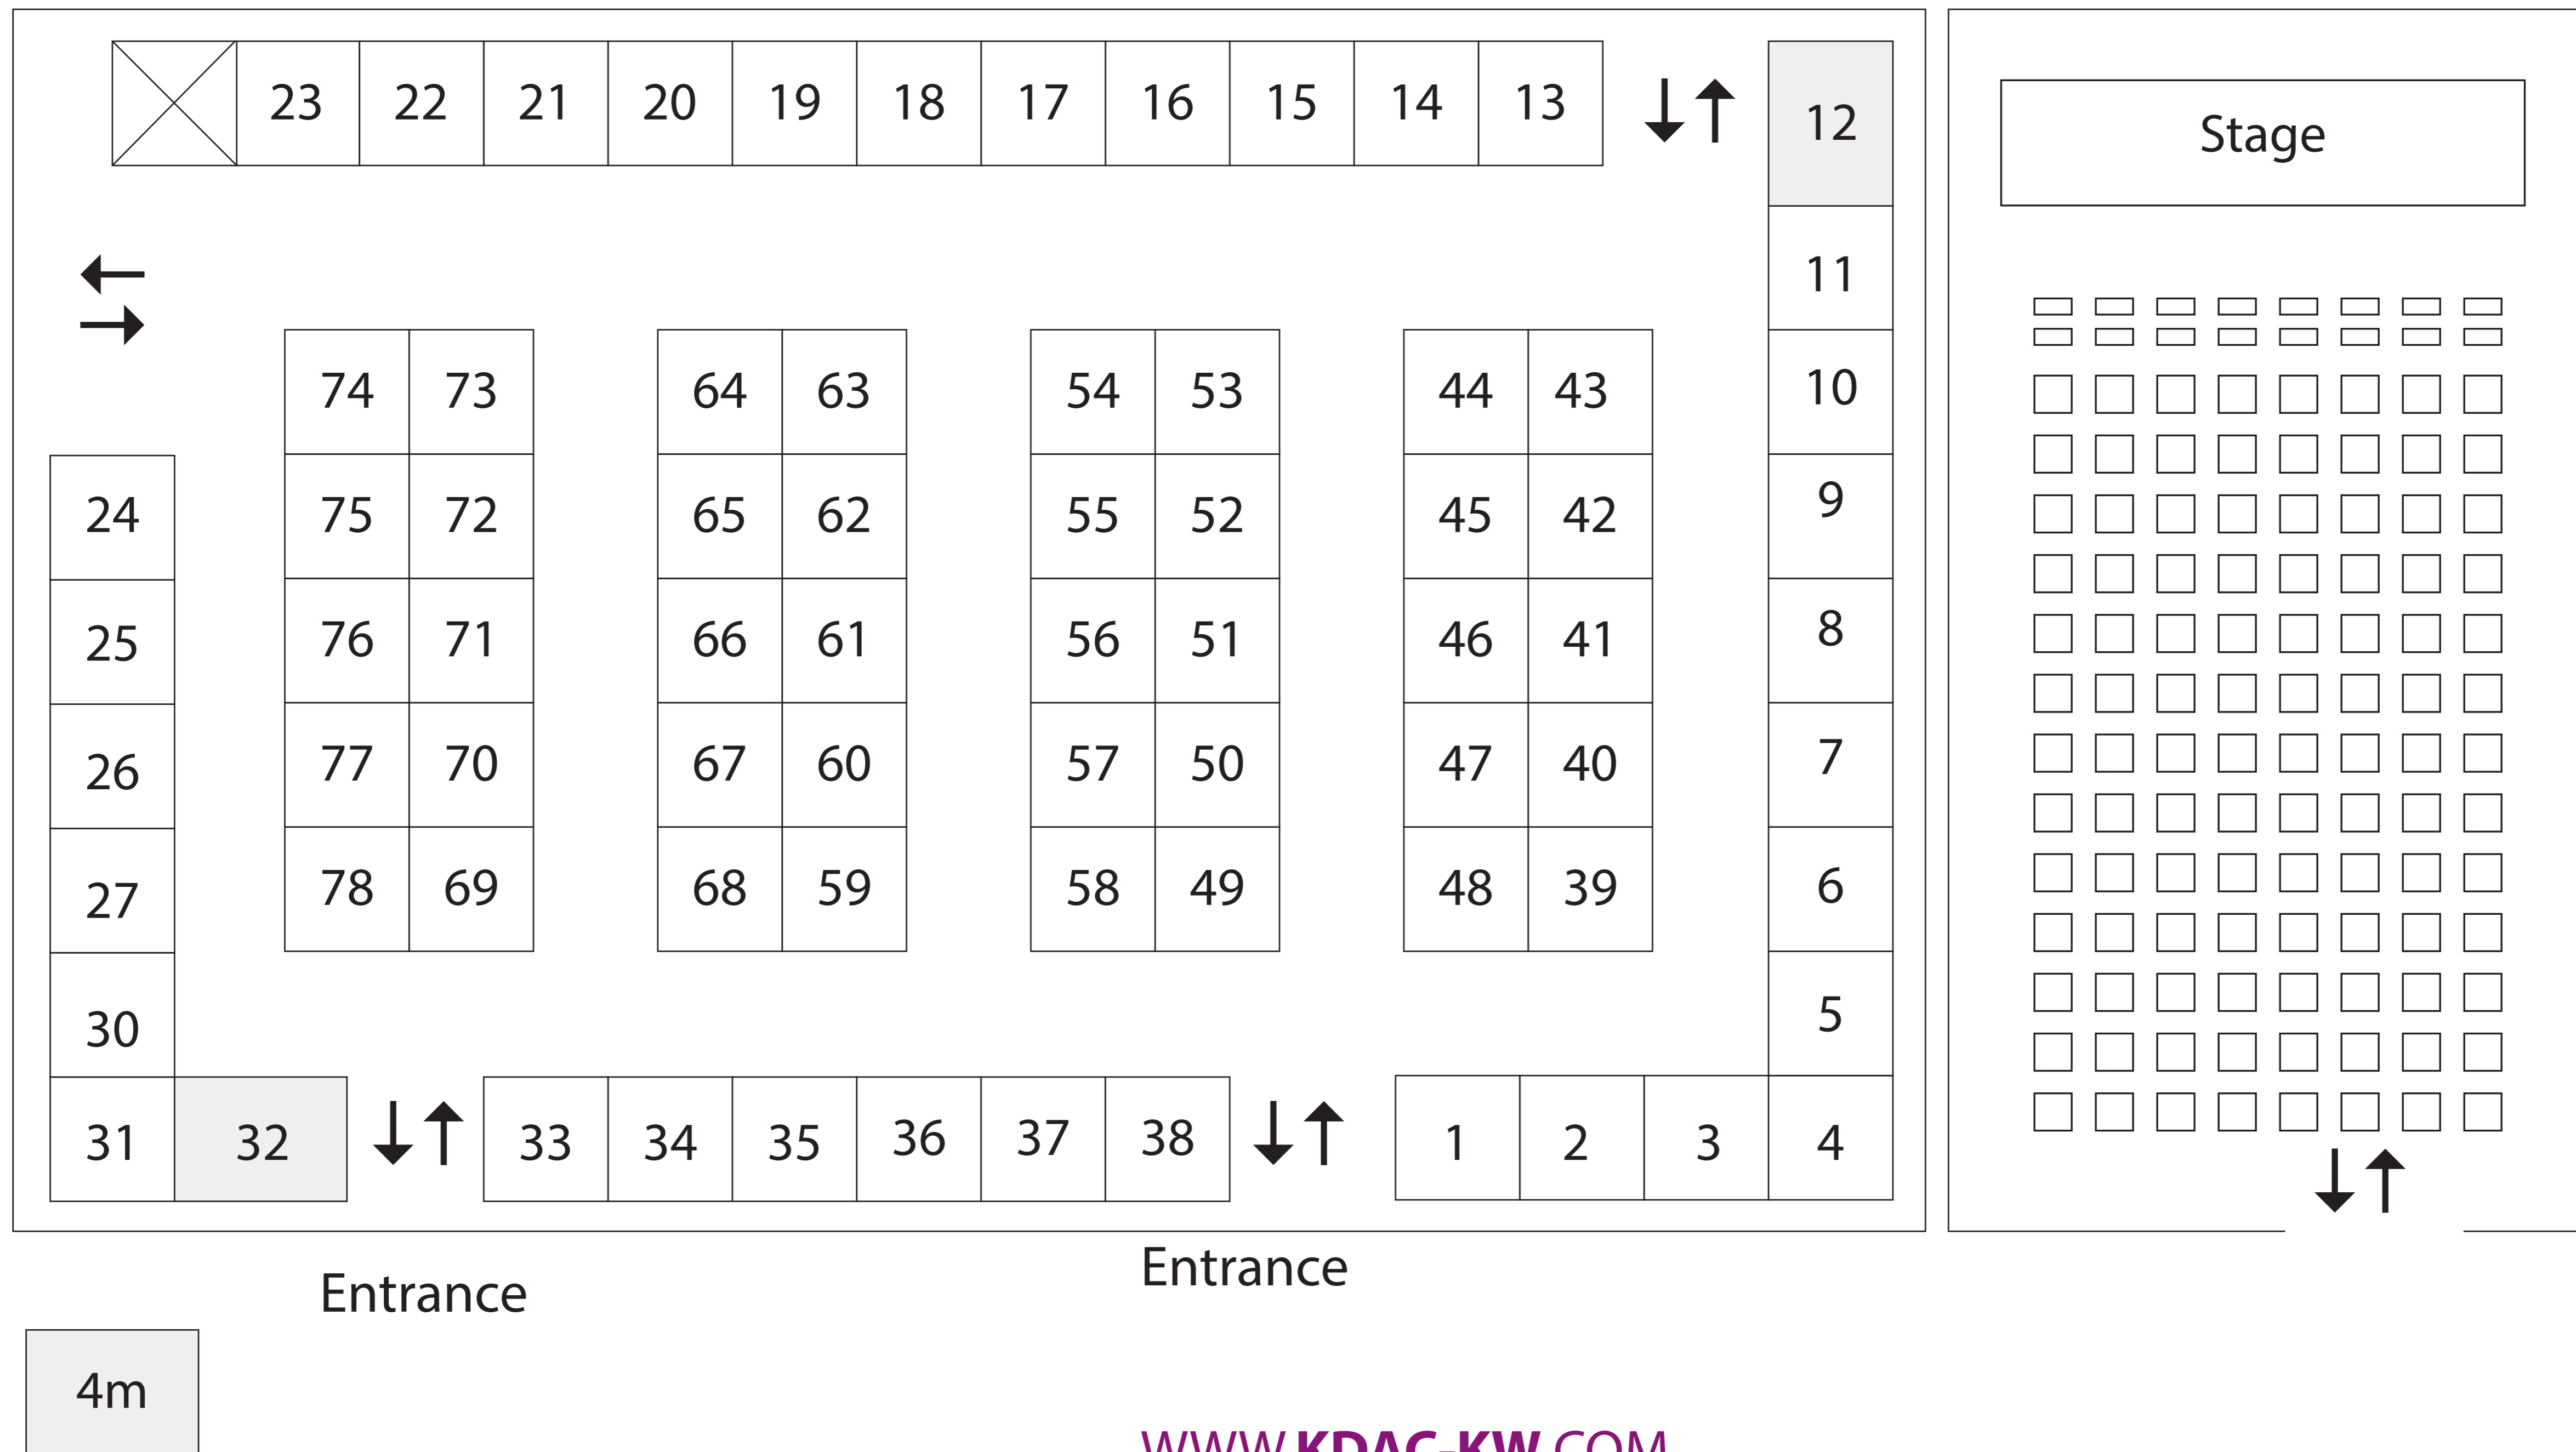 23 22 21 20 19 18 17 16 15 14 13
12
Stage
11
74 73 64 63 54 53 44 43 10
24 75 72 65 62 55 52 45 42 9
25 76 71 66 61 56 51 46 41 8
26 77 70 67 60 57 50 47 40 7
27 78 69 68 59 58 49 48 39 6
30 5
31 32 33 34 35 36 37 38 1 2 3 4
Entrance
Entrance
4m
WWW.KDAC-KW.COM